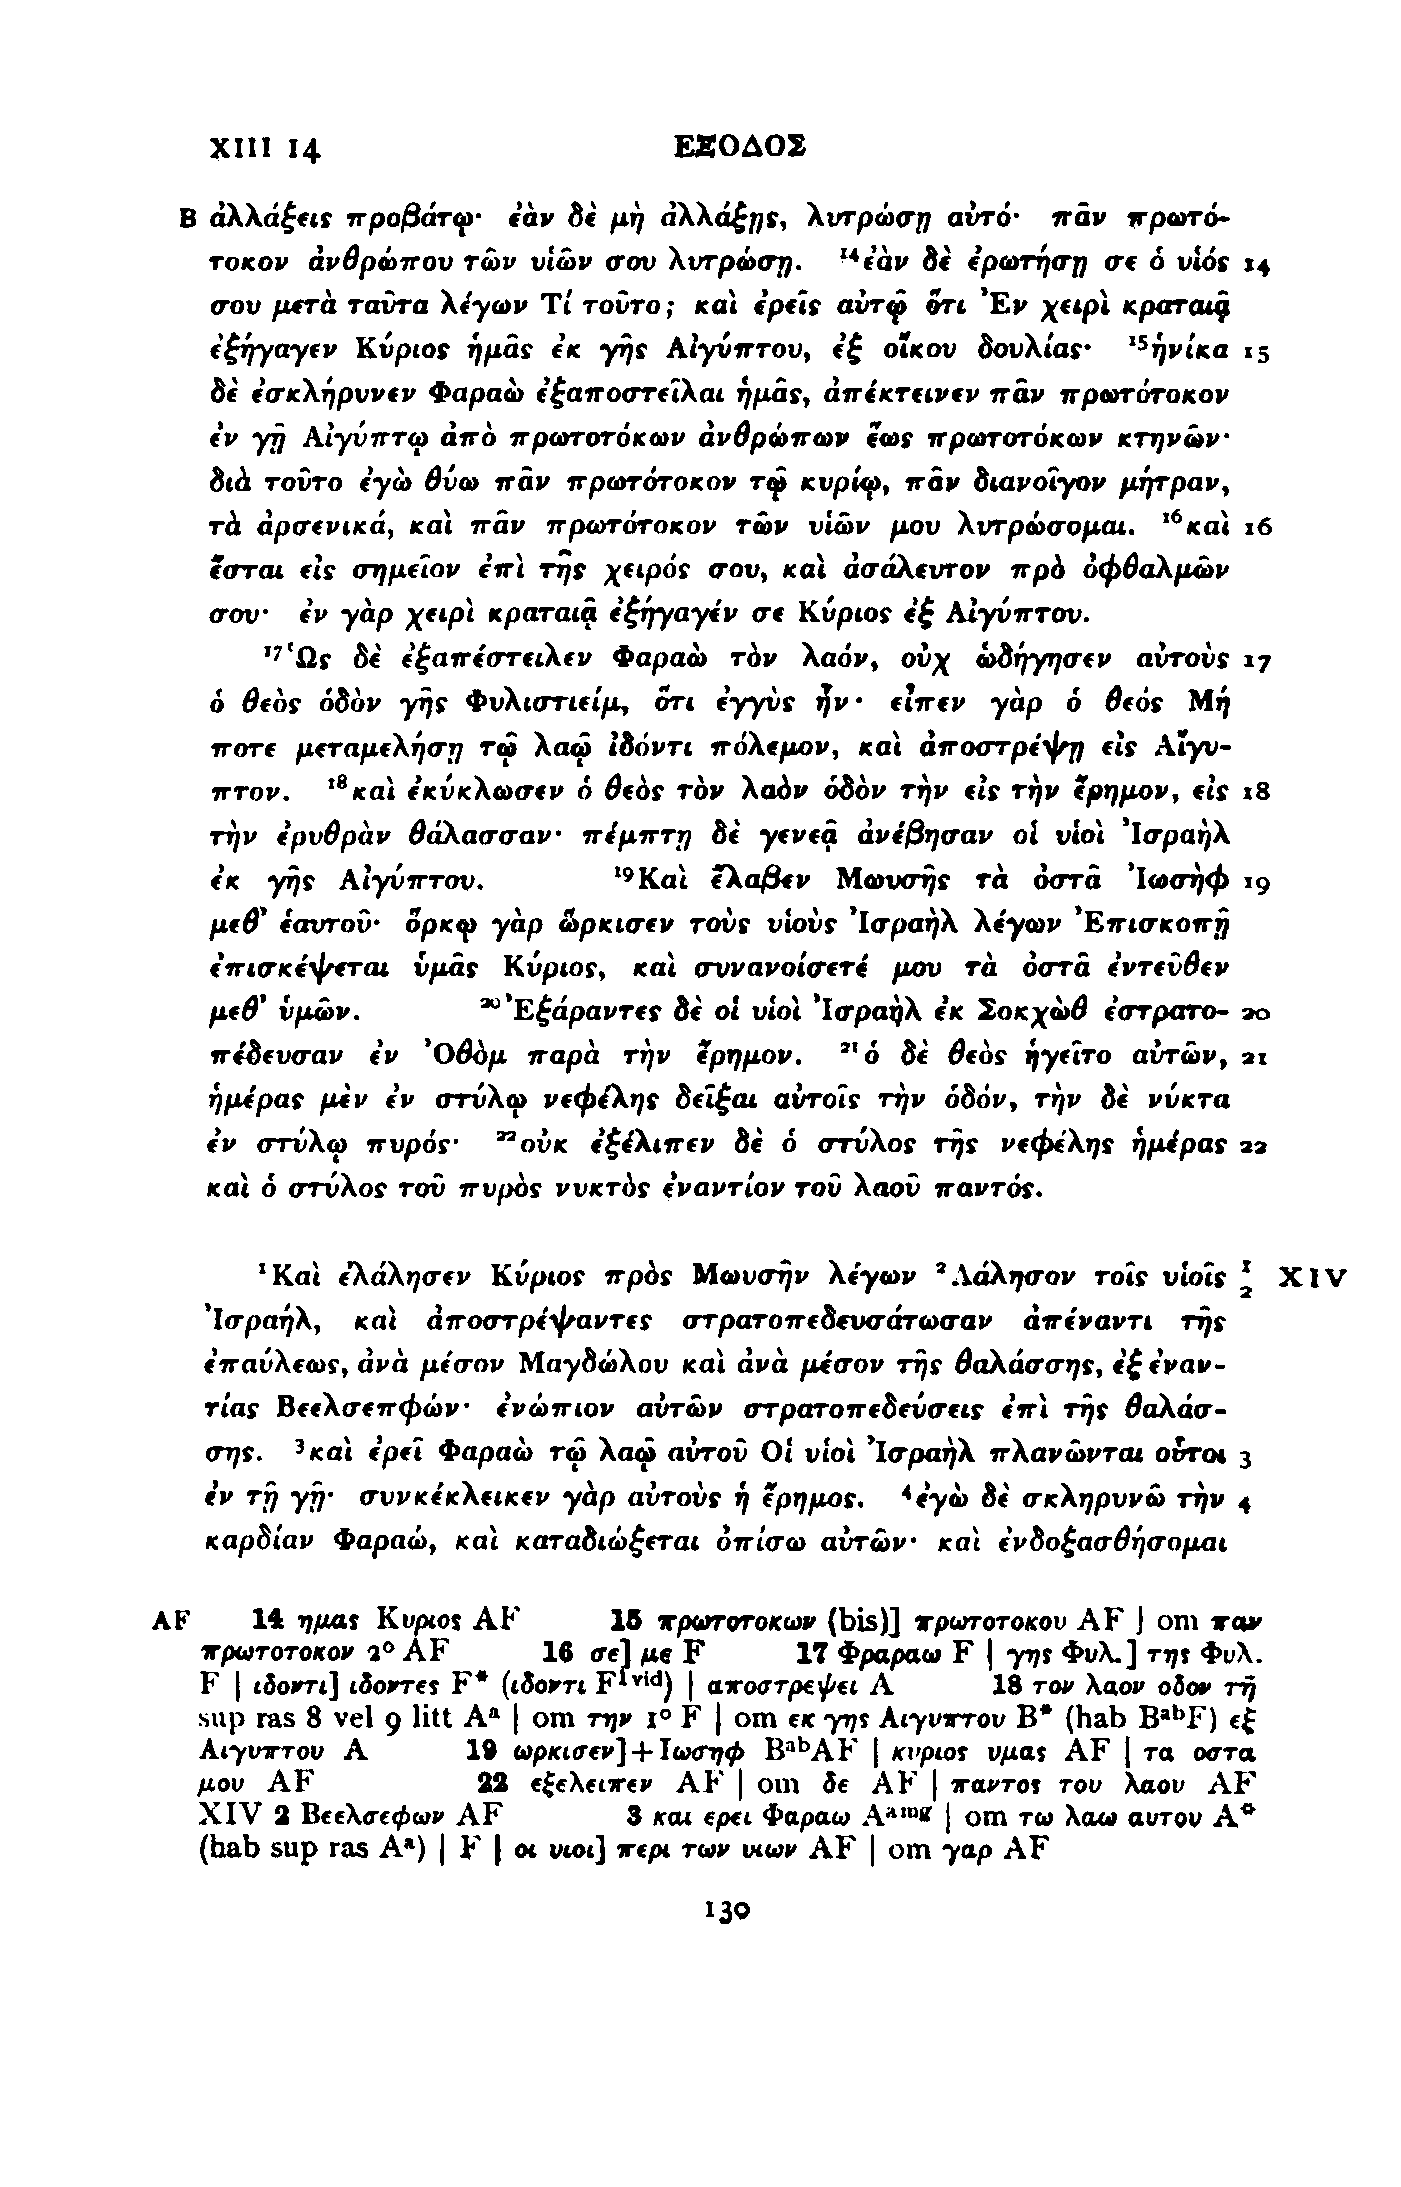 XIII 14 ΕΞΟΔΟΣ
B ἀλλάξεις προβάτῳ· ἐὰν δὲ μὴ ἀλλάξῃς, λυτρώσῃ αὐτό· πᾶν πρωτό-
τοκον ἀνθρώπου τῶν υἱῶν σου λυτρώσῃ. ¹⁴ἐὰν δὲ ἐρωτήσῃ σε ὁ υἱός 14
σου μετὰ ταῦτα λέγων Τί τοῦτο; καὶ ἐρεῖς αὐτῷ ὅτι Ἐν χειρὶ κραταιᾷ
ἐξήγαγεν Κύριος ἡμᾶς ἐκ γῆς Αἰγύπτου, ἐξ οἴκου δουλίας· ¹⁵ἡνίκα 15
δὲ ἐσκλήρυνεν Φαραὼ ἐξαποστεῖλαι ἡμᾶς, ἀπέκτεινεν πᾶν πρωτότοκον
ἐν γῇ Αἰγύπτῳ ἀπὸ πρωτοτόκων ἀνθρώπων ἕως πρωτοτόκων κτηνῶν·
διὰ τοῦτο ἐγὼ θύω πᾶν πρωτότοκον τῷ κυρίῳ, πᾶν διανοῖγον μήτραν,
τὰ ἀρσενικά, καὶ πᾶν πρωτότοκον τῶν υἱῶν μου λυτρώσομαι. ¹⁶καὶ 16
ἔσται εἰς σημεῖον ἐπὶ τῆς χειρός σου, καὶ ἀσάλευτον πρὸ ὀφθαλμῶν
σου· ἐν γὰρ χειρὶ κραταιᾷ ἐξήγαγέν σε Κύριος ἐξ Αἰγύπτου.
¹⁷Ὡς δὲ ἐξαπέστειλεν Φαραὼ τὸν λαόν, οὐχ ὡδήγησεν αὐτοὺς 17
ὁ θεὸς ὁδὸν γῆς Φυλιστιείμ, ὅτι ἐγγὺς ἦν· εἶπεν γὰρ ὁ θεός Μή
ποτε μεταμελήσῃ τῷ λαῷ ἰδόντι πόλεμον, καὶ ἀποστρέψῃ εἰς Αἴγυ-
πτον. ¹⁸καὶ ἐκύκλωσεν ὁ θεὸς τὸν λαὸν ὁδὸν τὴν εἰς τὴν ἔρημον, εἰς 18
τὴν ἐρυθρὰν θάλασσαν· πέμπτῃ δὲ γενεᾷ ἀνέβησαν οἱ υἱοὶ Ἰσραὴλ
ἐκ γῆς Αἰγύπτου. ¹⁹Καὶ ἔλαβεν Μωυσῆς τὰ ὀστᾶ Ἰωσὴφ 19
μεθ' ἑαυτοῦ· ὅρκῳ γὰρ ὥρκισεν τοὺς υἱοὺς Ἰσραὴλ λέγων Ἐπισκοπῇ
ἐπισκέψεται ὑμᾶς Κύριος, καὶ συνανοίσετέ μου τὰ ὀστᾶ ἐντεῦθεν
μεθ' ὑμῶν. ²⁰Ἐξάραντες δὲ οἱ υἱοὶ Ἰσραὴλ ἐκ Σοκχὼθ ἐστρατο- 20
πέδευσαν ἐν Ὀθὸμ παρὰ τὴν ἔρημον. ²¹ὁ δὲ θεὸς ἡγεῖτο αὐτῶν, 21
ἡμέρας μὲν ἐν στύλῳ νεφέλης δεῖξαι αὐτοῖς τὴν ὁδόν, τὴν δὲ νύκτα
ἐν στύλῳ πυρός· ²²οὐκ ἐξέλιπεν δὲ ὁ στύλος τῆς νεφέλης ἡμέρας 22
καὶ ὁ στύλος τοῦ πυρὸς νυκτὸς ἐναντίον τοῦ λαοῦ παντός.
¹Καὶ ἐλάλησεν Κύριος πρὸς Μωυσῆν λέγων ²Λάλησον τοῖς υἱοῖς 1 2 XIV
Ἰσραήλ, καὶ ἀποστρέψαντες στρατοπεδευσάτωσαν ἀπέναντι τῆς
ἐπαύλεως, ἀνὰ μέσον Μαγδώλου καὶ ἀνὰ μέσον τῆς θαλάσσης, ἐξ ἐναν-
τίας Βεελσεπφών· ἐνώπιον αὐτῶν στρατοπεδεύσεις ἐπὶ τῆς θαλάσ-
σης. ³καὶ ἐρεῖ Φαραὼ τῷ λαῷ αὐτοῦ Οἱ υἱοὶ Ἰσραὴλ πλανῶνται οὗτοι 3
ἐν τῇ γῇ· συνκέκλεικεν γὰρ αὐτοὺς ἡ ἔρημος. ⁴ἐγὼ δὲ σκληρυνῶ τὴν 4
καρδίαν Φαραώ, καὶ καταδιώξεται ὀπίσω αὐτῶν· καὶ ἐνδοξασθήσομαι
AF 14 ημας Κυριος AF 15 πρωτοτοκων (bis)] πρωτοτοκου AF | om παν
πρωτοτοκον 2° AF 16 σε] με F 17 Φραραω F | γης Φυλ.] της Φυλ.
F | ιδοντι] ιδοντες F* (ιδοντι F¹ᵛⁱᵈ) | αποστρεψει A 18 τον λαον οδον τη̄
sup ras 8 vel 9 litt Aᵃ | om την 1° F | om εκ γης Αιγυπτου B* (hab BᵃᵇF) εξ
Αιγυπτου A 19 ωρκισεν]+Ιωσηφ BᵃᵇAF | κυριος υμας AF | τα οστα
μου AF 22 εξελειπεν AF | om δε AF | παντος του λαου AF
XIV 2 Βεελσεφων AF 3 και ερει Φαραω Aᵃᵐᵍ | om τω λαω αυτου A*
(hab sup ras Aᵃ) | F | οι υιοι] περι των υιων AF | om γαρ AF
130